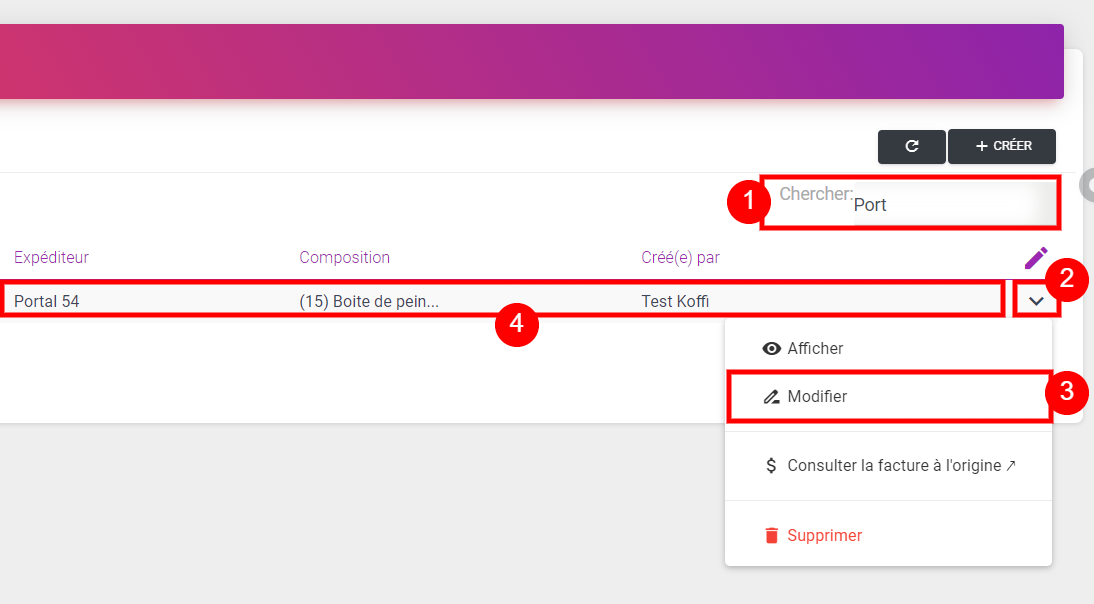 + CRÉER
1
Chercher:
Port
Expéditeur Composition Créé(e) par
2
Portal 54 (15) Boite de pein... Test Koffi
4
Afficher
3
Modifier
$ Consulter la facture à l'origine ↗
Supprimer